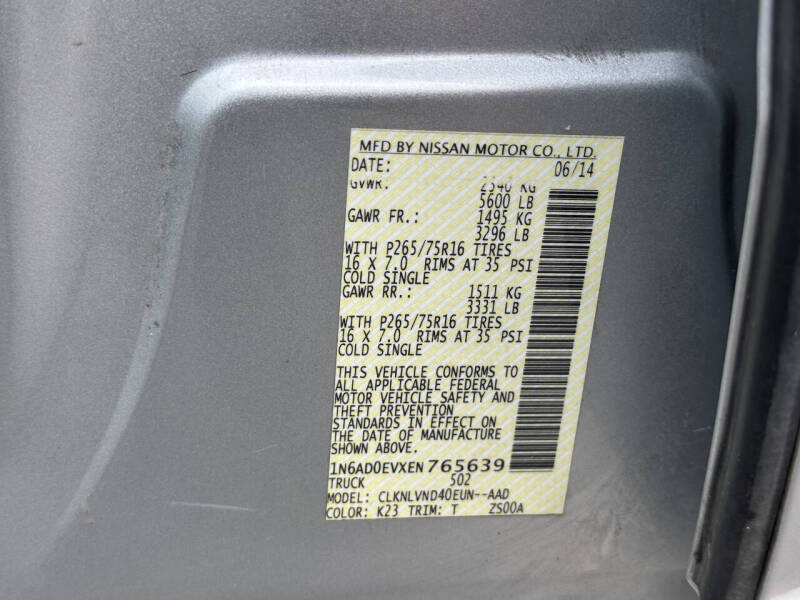 MFD BY NISSAN MOTOR CO., LTD.
DATE: 06/14
GVWR: 2540 KG
5600 LB
GAWR FR.: 1495 KG
3296 LB
WITH P265/75R16 TIRES
16 X 7.0 RIMS AT 35 PSI
COLD SINGLE
GAWR RR.: 1511 KG
3331 LB
WITH P265/75R16 TIRES
16 X 7.0 RIMS AT 35 PSI
COLD SINGLE
THIS VEHICLE CONFORMS TO
ALL APPLICABLE FEDERAL
MOTOR VEHICLE SAFETY AND
THEFT PREVENTION
STANDARDS IN EFFECT ON
THE DATE OF MANUFACTURE
SHOWN ABOVE.
1N6AD0EVXEN765639
TRUCK 502
MODEL: CLKNLVND40EUN--AAD
COLOR: K23 TRIM: T ZS00A